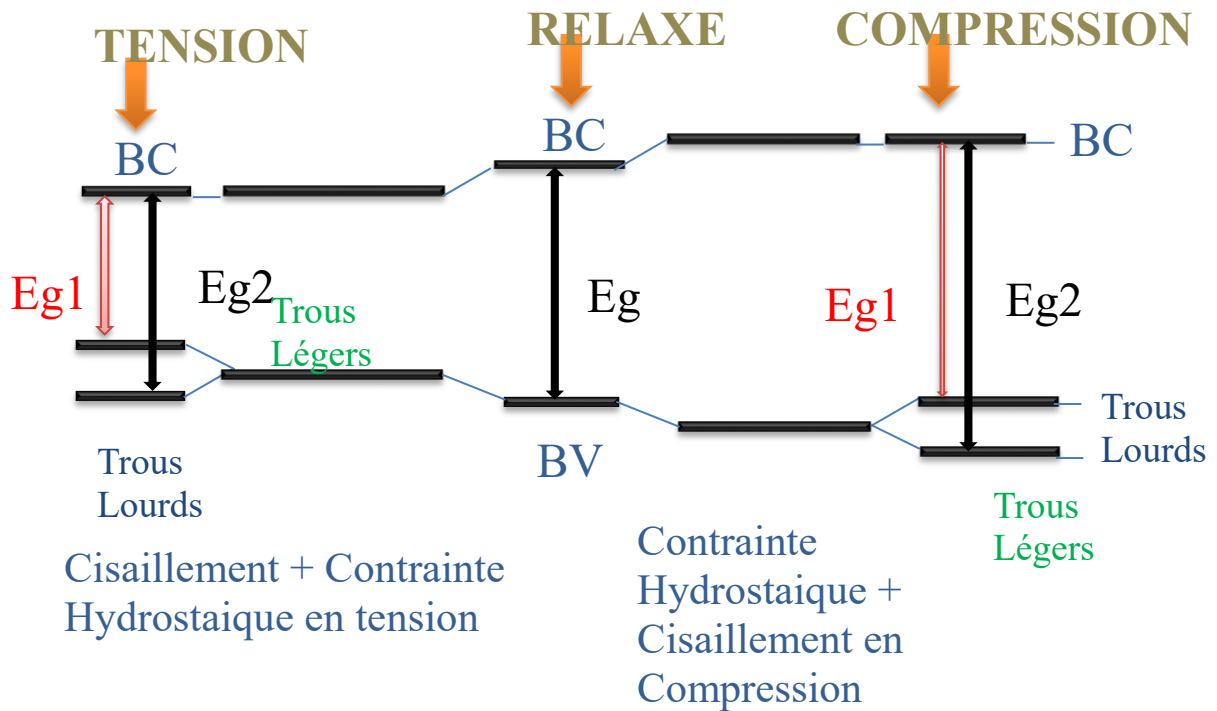 TENSION
RELAXE
COMPRESSION
BC
BC
BC
Eg1
Eg2
Trous
Légers
Eg
Eg1
Eg2
Trous
Lourds
BV
Trous
Lourds
Trous
Légers
Cisaillement + Contrainte
Hydrostaique en tension
Contrainte
Hydrostaique +
Cisaillement en
Compression